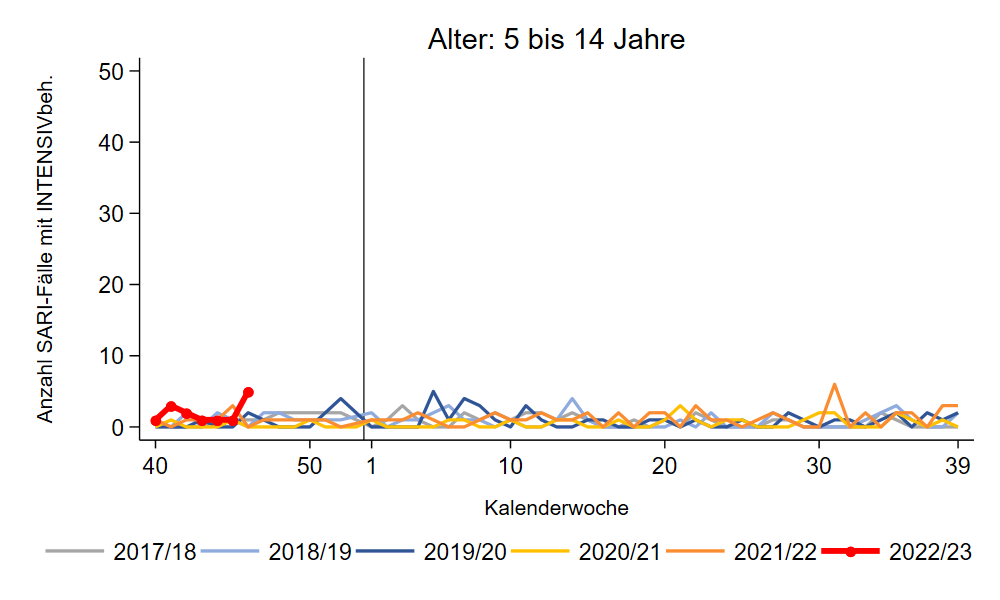 Alter: 5 bis 14 Jahre
Anzahl SARI-Fälle mit INTENSIVbeh.
50
40
30
20
10
0
40 50 1 10 20 30 39
Kalenderwoche
2017/18 2018/19 2019/20 2020/21 2021/22 2022/23